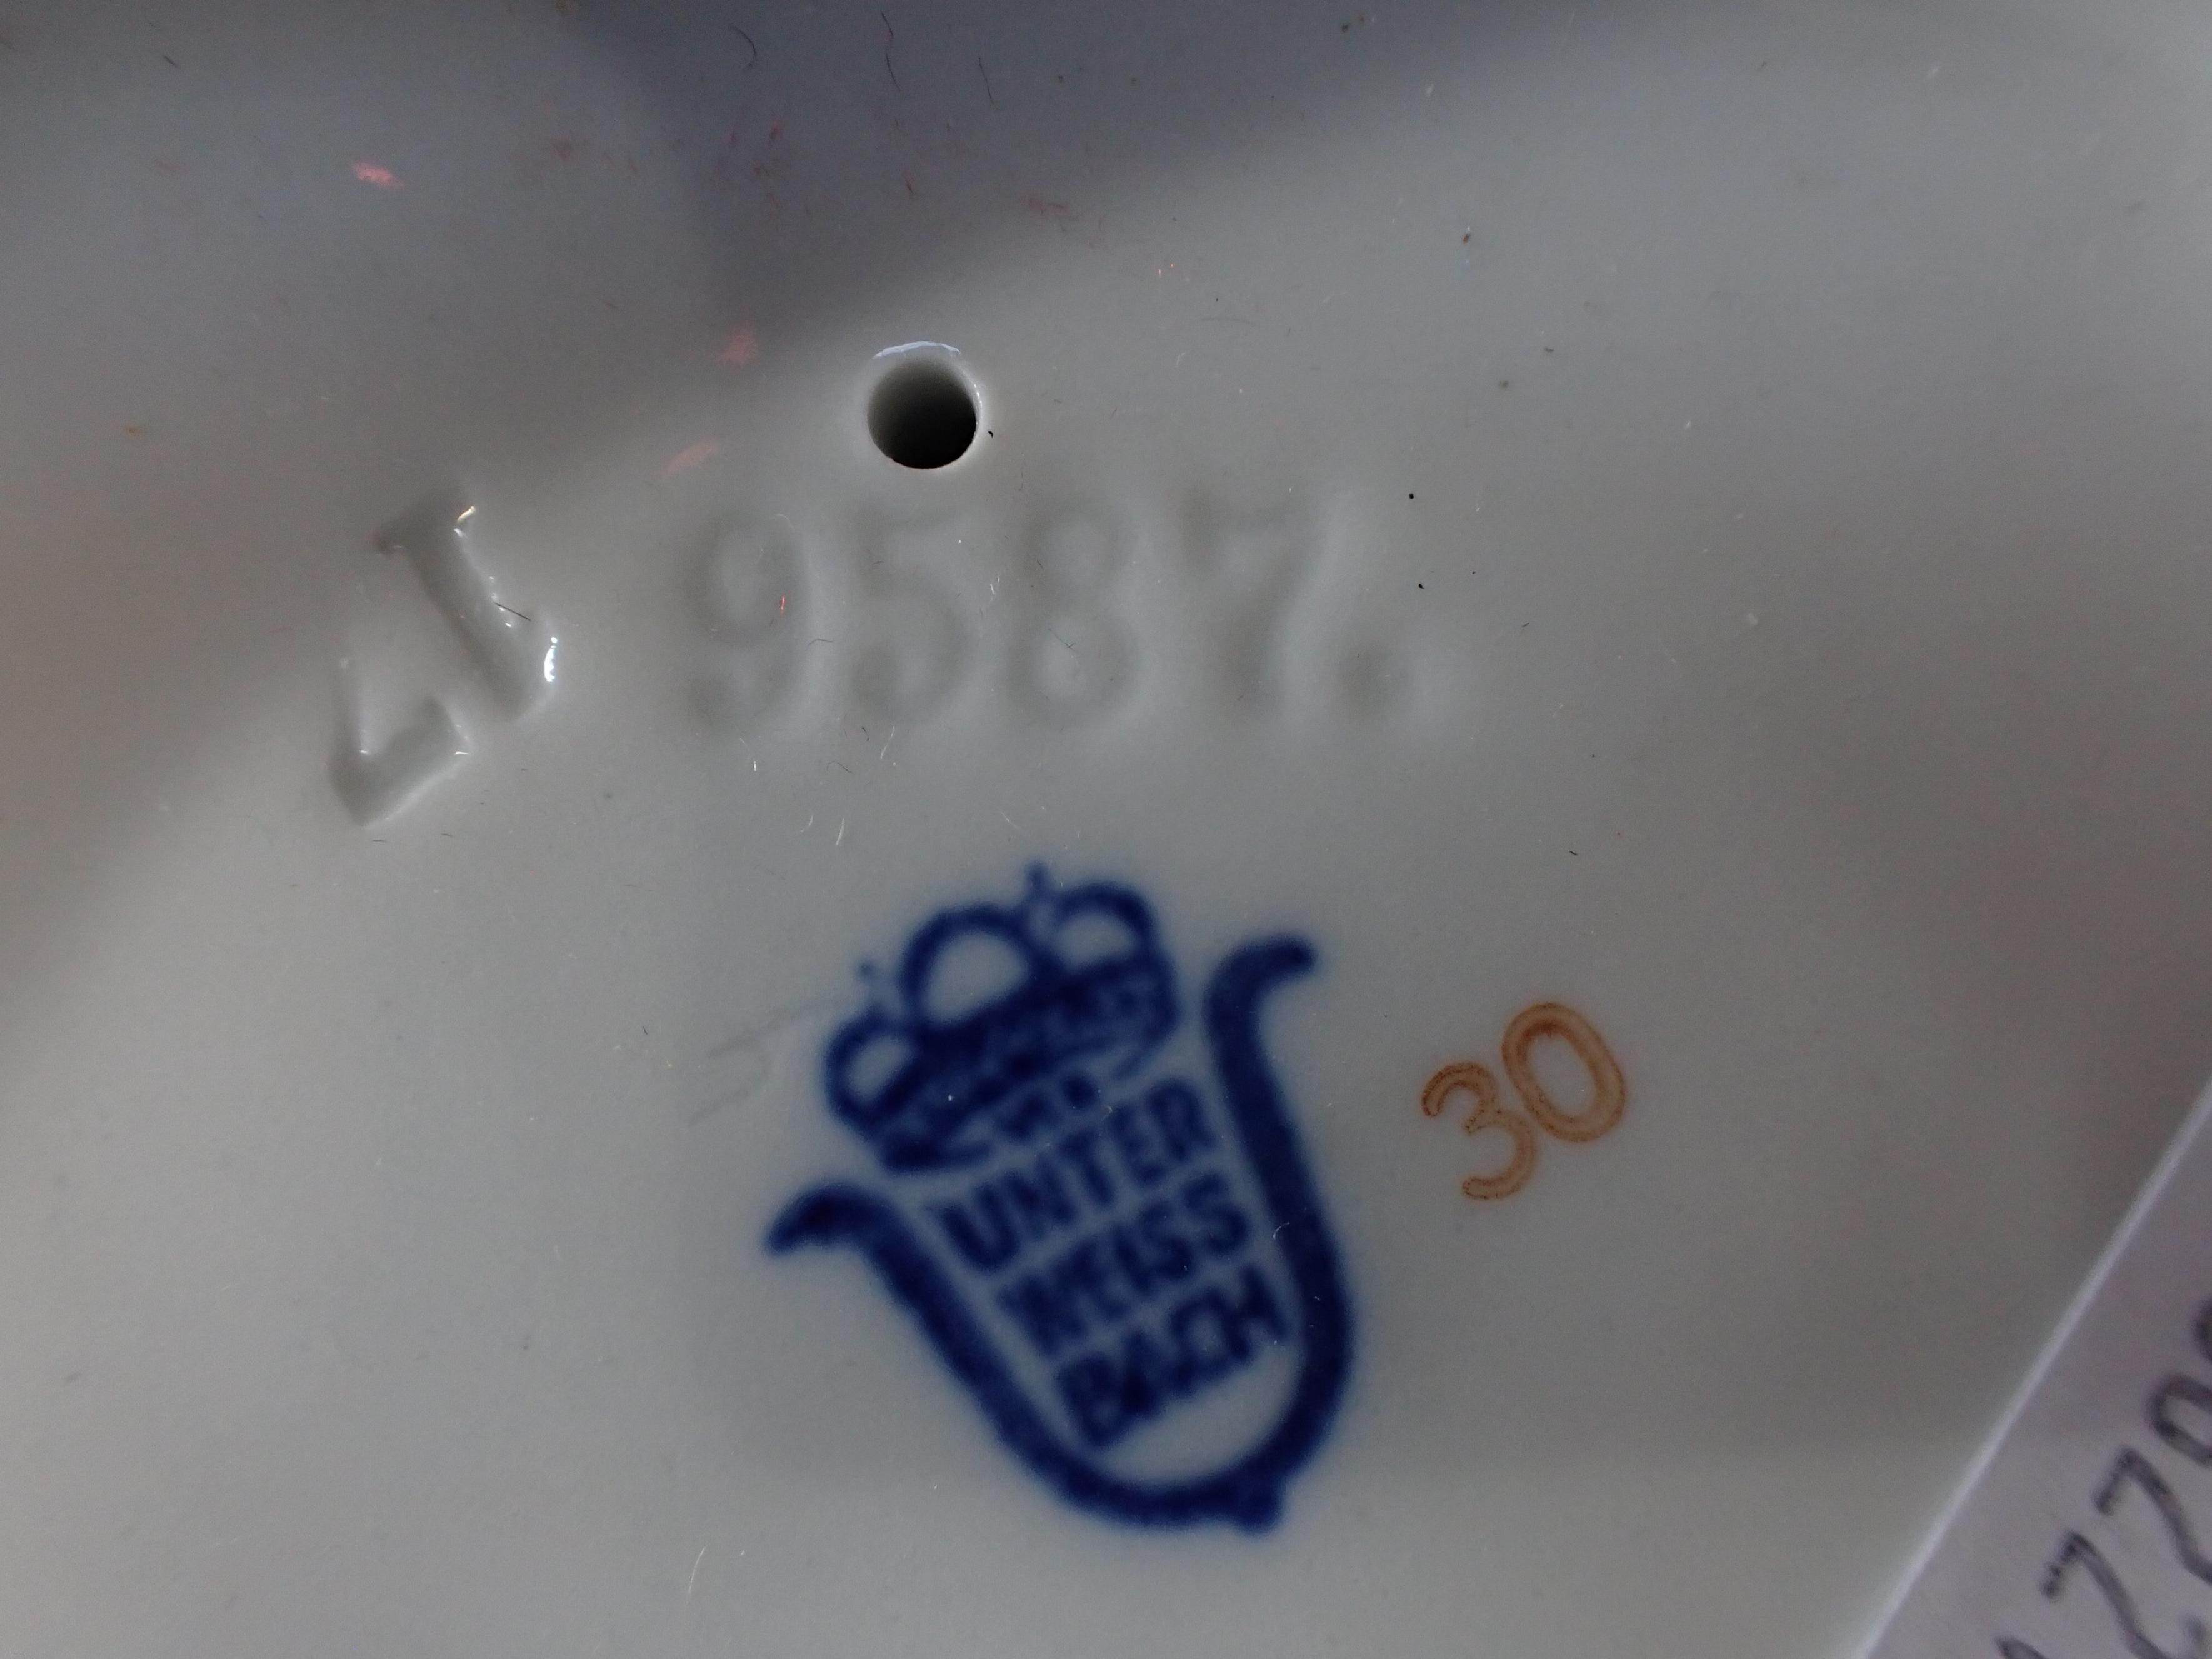 9587.
30
UNTER
WEISS
BACH